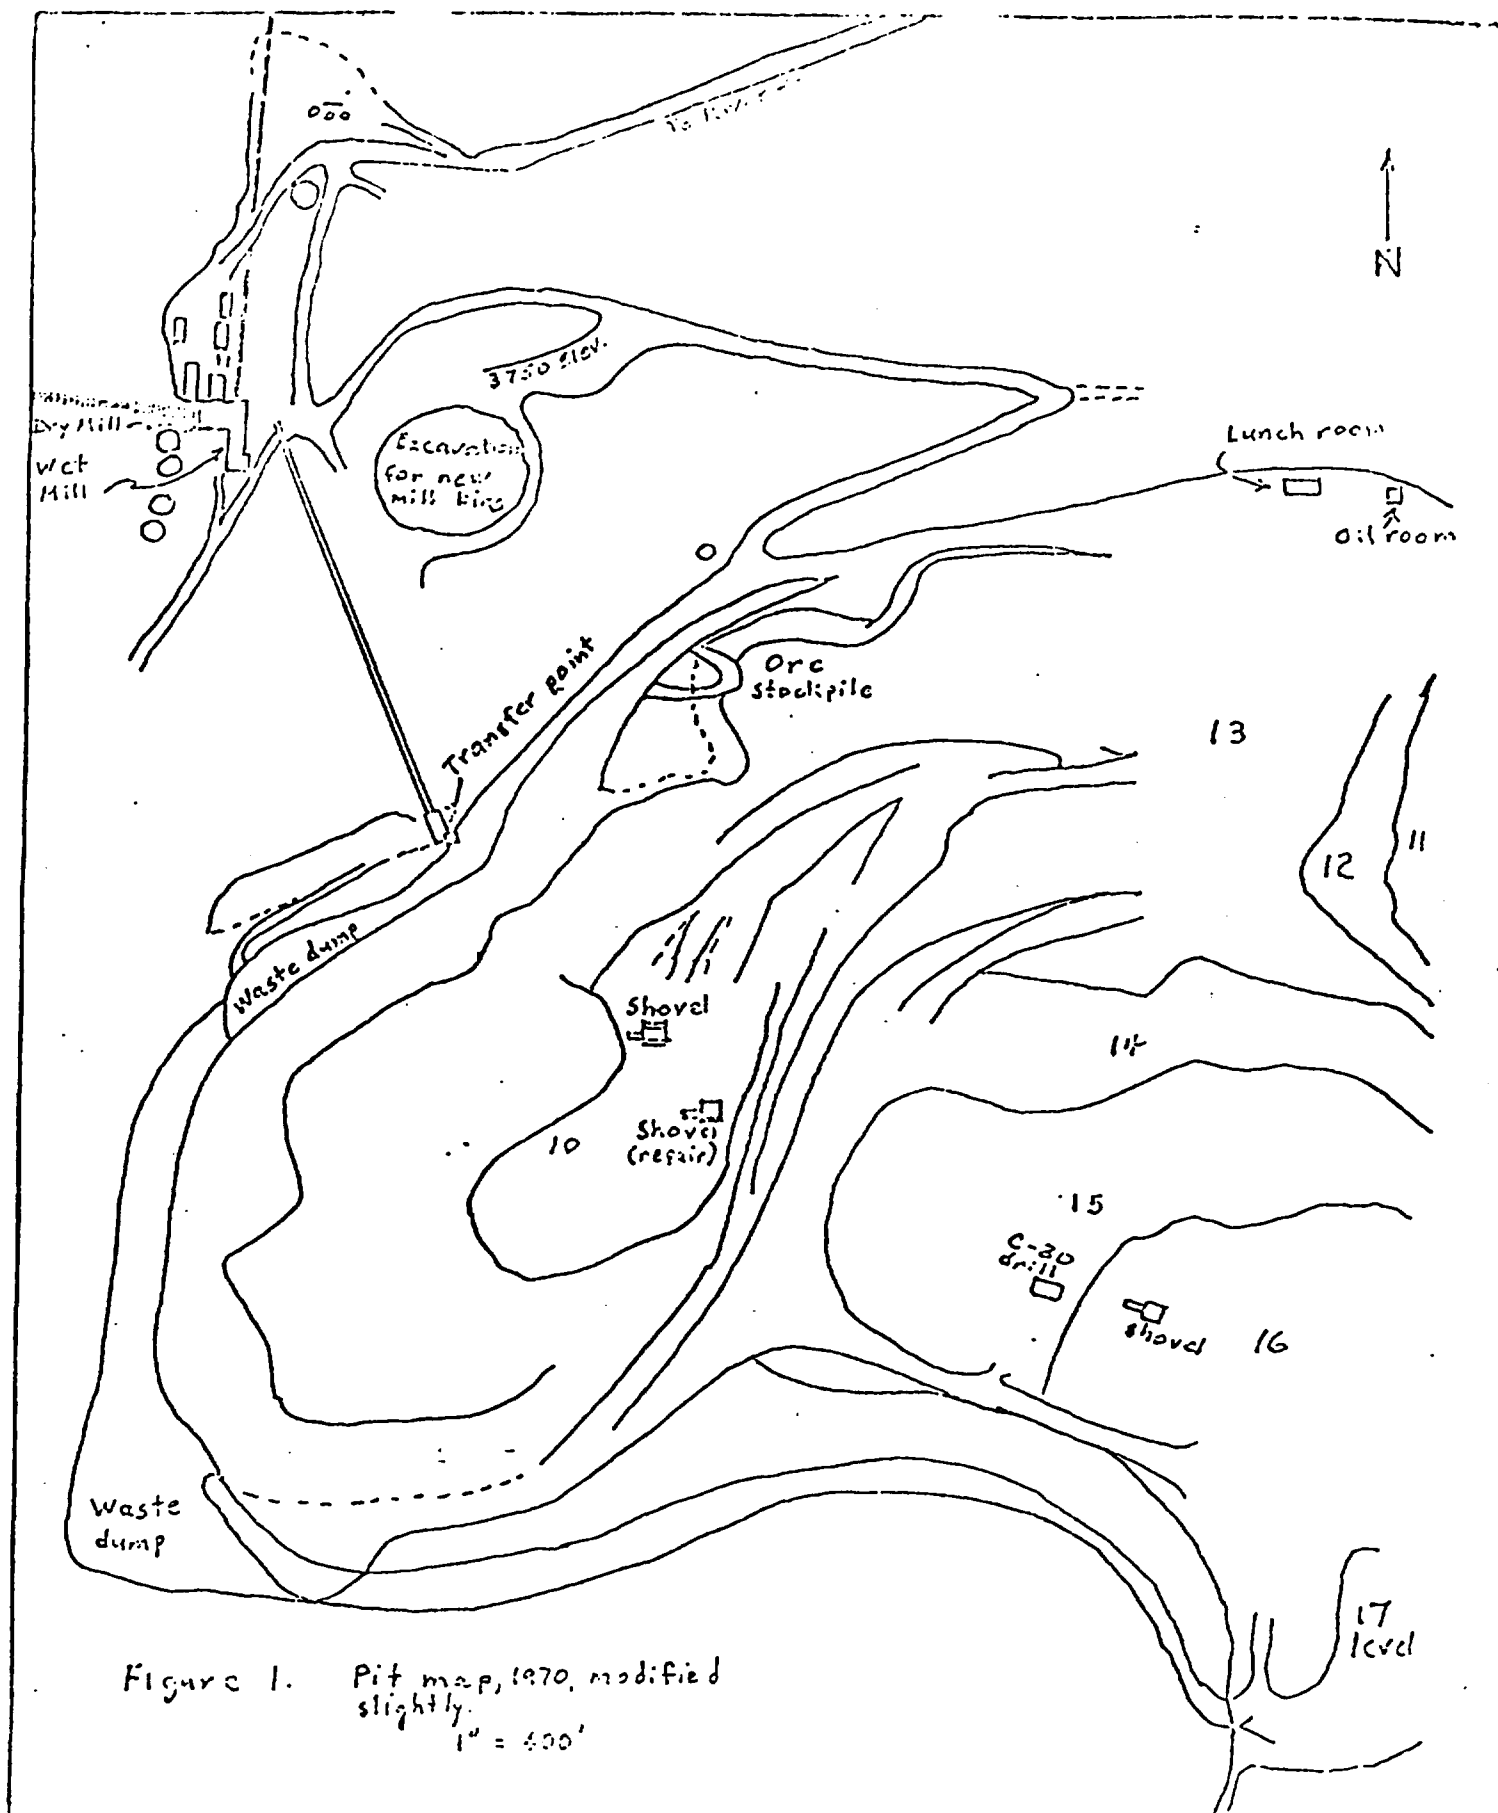 To
N
3750 Elev.
Dry Mill
Wet
Mill
Excavation
for new
Mill
Lunch room
Oil room
Transfer point
Ore
stockpile
13
12
11
Waste dump
Shovel
14
10
Shovel
(repair)
15
C-30
drill
Shovel
16
Waste
dump
17
level
Figure 1. Pit map, 1970, modified
slightly.